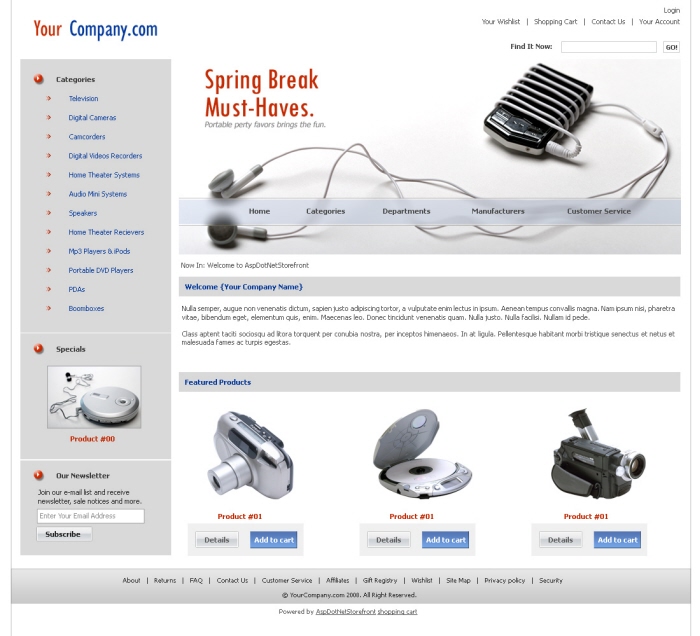 Login
Your Wishlist | Shopping Cart | Contact Us | Your Account
Your Company.com
Find It Now: GO!
Categories
Television
Digital Cameras
Camcorders
Digital Videos Recorders
Home Theater Systems
Audio Mini Systems
Speakers
Home Theater Recievers
Mp3 Players & iPods
Portable DVD Players
PDAs
Boomboxes
Specials
Product #00
Our Newsletter
Join our e-mail list and receive
newsletter, sale notices and more.
Enter Your Email Address
Subscribe
Spring Break
Must-Haves.
Portable perty favors brings the fun.
Home Categories Departments Manufacturers Customer Service
Now In: Welcome to AspDotNetStorefront
Welcome {Your Company Name}
Nulla semper, augue non venenatis dictum, sapien justo adipiscing tortor, a vulputate enim lectus in ipsum. Aenean tempus convallis magna. Nam ipsum nisi, pharetra
vitae, bibendum eget, elementum quis, enim. Maecenas leo. Donec tincidunt venenatis quam. Nulla justo. Nulla facilisi. Nullam id pede.
Class aptent taciti sociosqu ad litora torquent per conubia nostra, per inceptos himenaeos. In at ligula. Pellentesque habitant morbi tristique senectus et netus et
malesuada fames ac turpis egestas.
Featured Products
Product #01 Product #01 Product #01
Details Add to cart Details Add to cart Details Add to cart
About | Returns | FAQ | Contact Us | Customer Service | Affiliates | Gift Registry | Wishlist | Site Map | Privacy policy | Security
© YourCompany.com 2008. All Right Reserved.
Powered by AspDotNetStorefront shopping cart